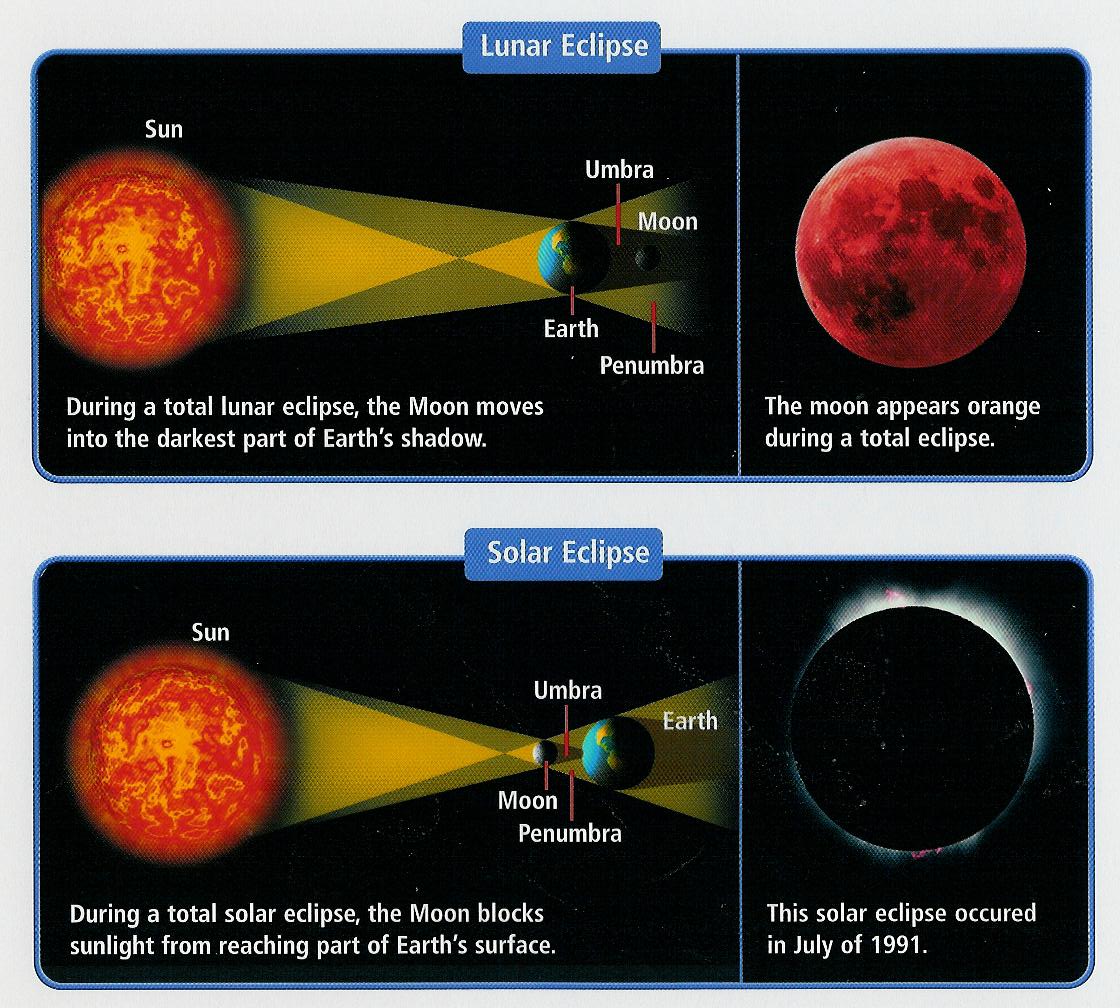 Lunar Eclipse
Sun
Umbra
Moon
Earth
Penumbra
During a total lunar eclipse, the Moon moves
into the darkest part of Earth's shadow.
The moon appears orange
during a total eclipse.
Solar Eclipse
Sun
Umbra
Earth
Moon
Penumbra
During a total solar eclipse, the Moon blocks
sunlight from reaching part of Earth's surface.
This solar eclipse occured
in July of 1991.